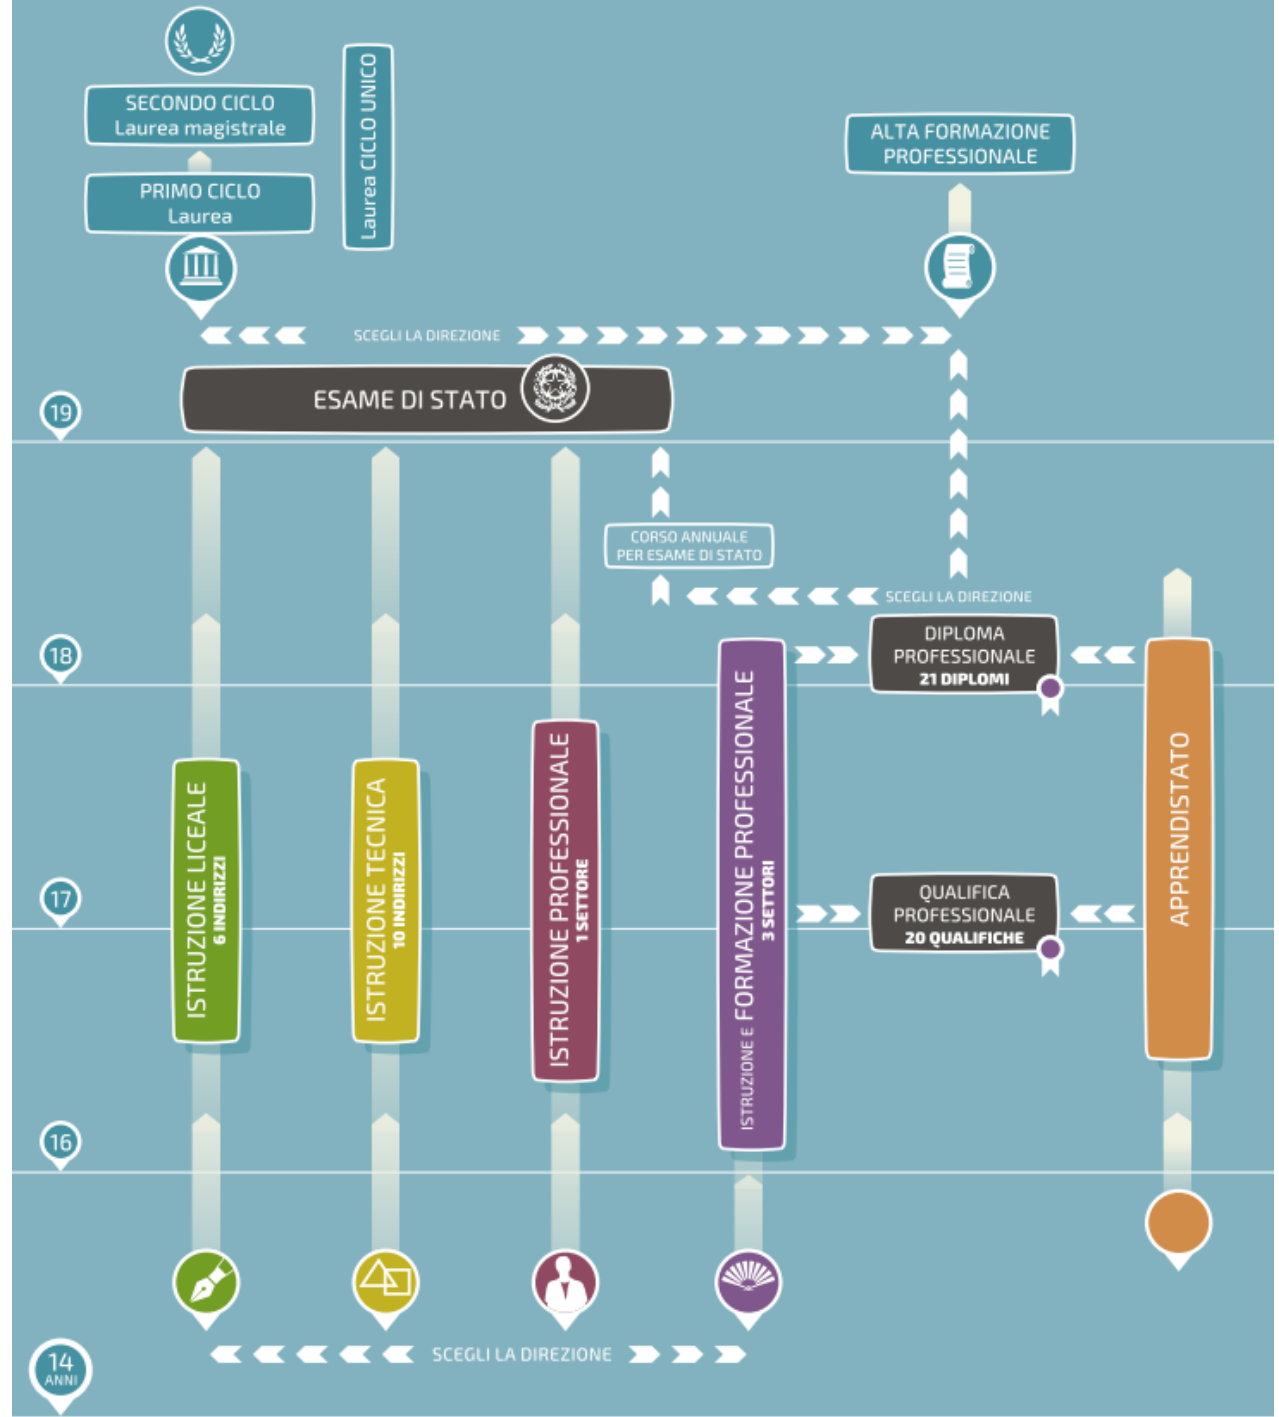 SECONDO CICLO
Laurea magistrale
PRIMO CICLO
Laurea
Laurea CICLO UNICO
ALTA FORMAZIONE
PROFESSIONALE
SCEGLI LA DIREZIONE
ESAME DI STATO
19
CORSO ANNUALE
PER ESAME DI STATO
SCEGLI LA DIREZIONE
18
DIPLOMA
PROFESSIONALE
21 DIPLOMI
ISTRUZIONE LICEALE
6 INDIRIZZI
ISTRUZIONE TECNICA
10 INDIRIZZI
ISTRUZIONE PROFESSIONALE
1 SETTORE
ISTRUZIONE E FORMAZIONE PROFESSIONALE
3 SETTORI
APPRENDISTATO
17
QUALIFICA
PROFESSIONALE
20 QUALIFICHE
16
SCEGLI LA DIREZIONE
14
ANNI